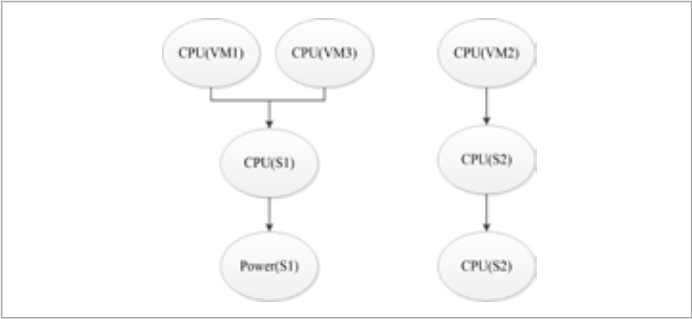 CPU(VM1) CPU(VM3) CPU(VM2)
CPU(S1) CPU(S2)
Power(S1) CPU(S2)